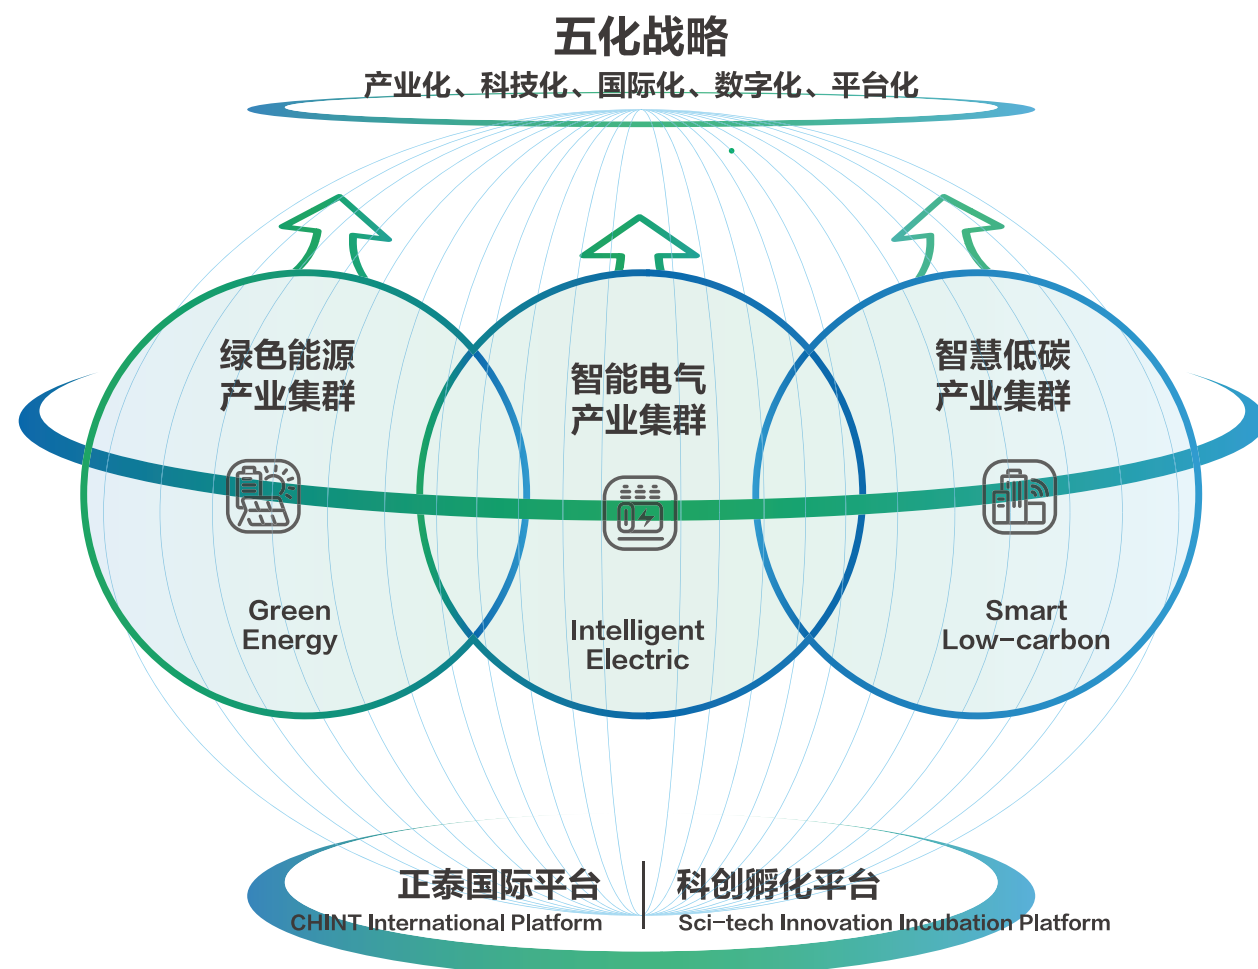 五化战略
产业化、科技化、国际化、数字化、平台化
绿色能源
产业集群
智能电气
产业集群
智慧低碳
产业集群
Green
Energy
Intelligent
Electric
Smart
Low-carbon
正泰国际平台
CHINT International Platform
科创孵化平台
Sci-tech Innovation Incubation Platform